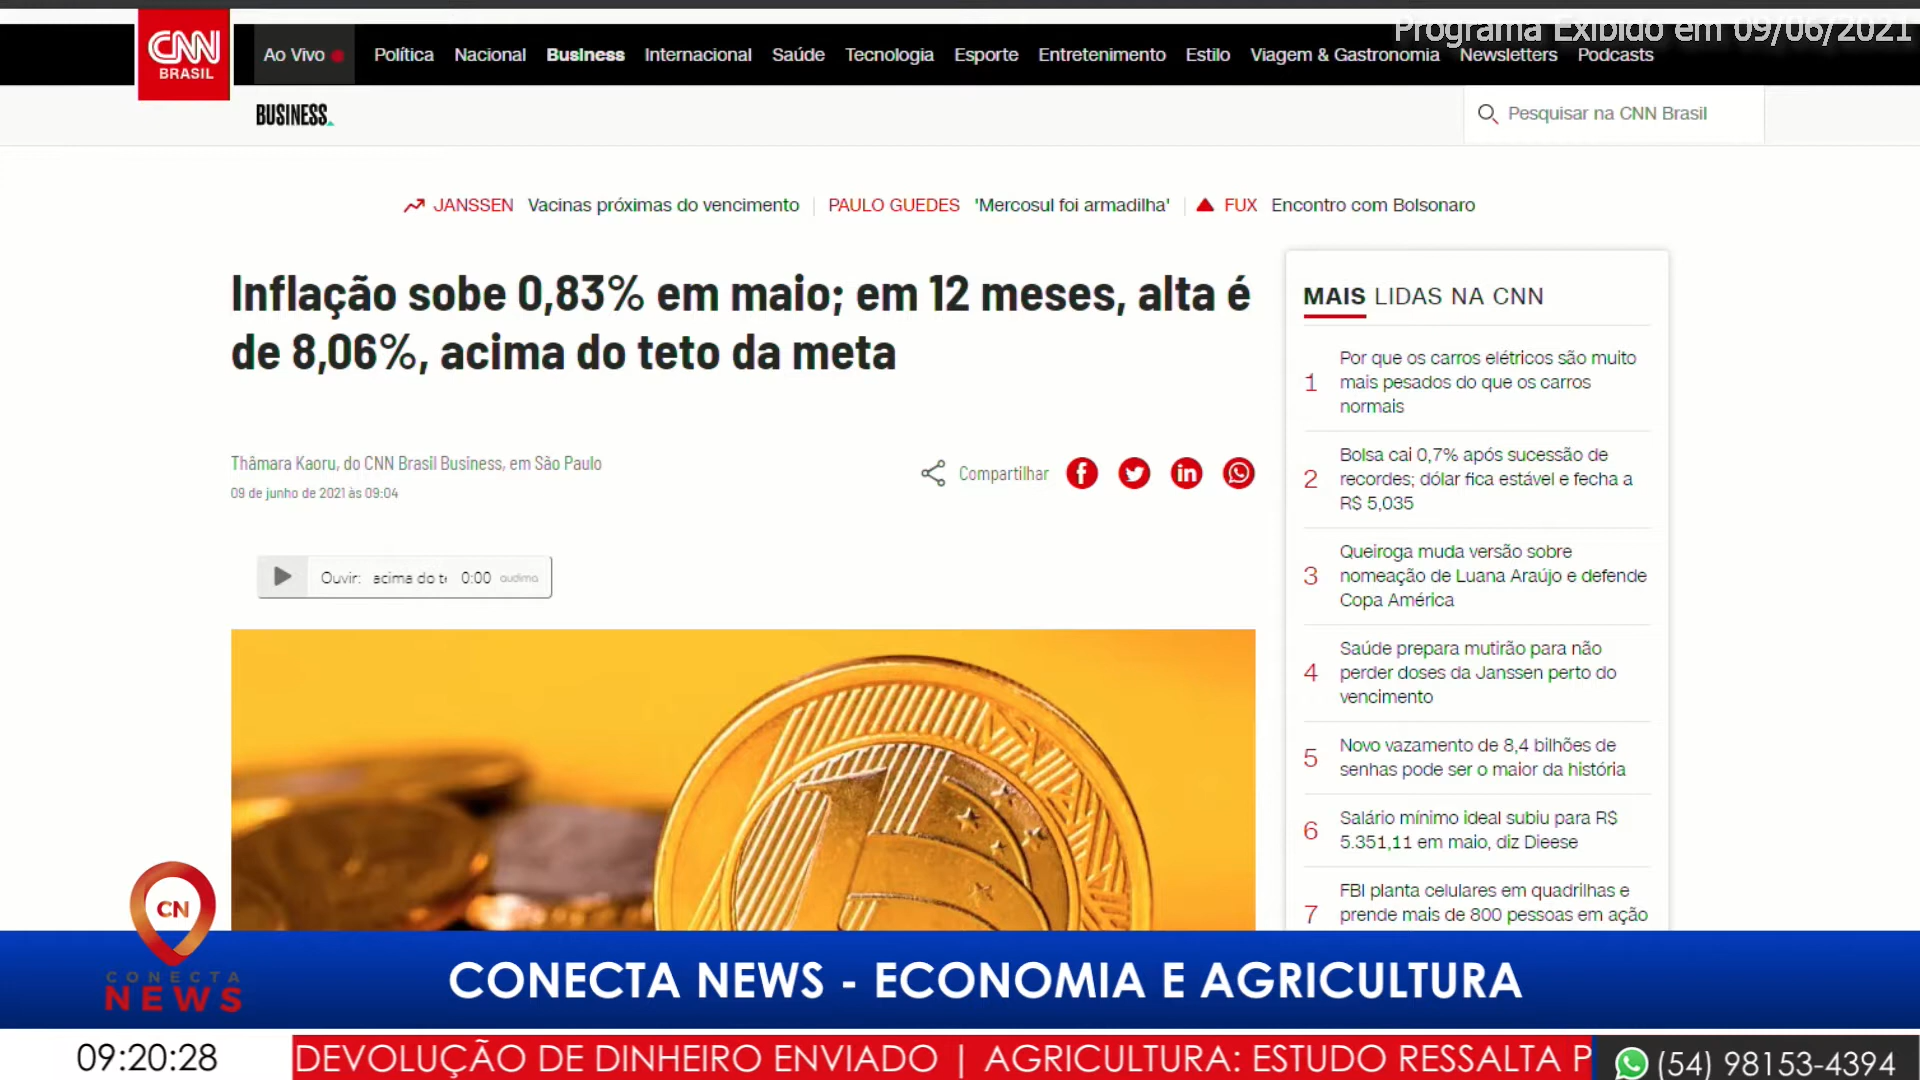 Programa Exibido em 09/06/2021
CNN
BRASIL
Ao Vivo
Política
Nacional
Business
Internacional
Saúde
Tecnologia
Esporte
Entretenimento
Estilo
Viagem & Gastronomia
Newsletters
Podcasts
BUSINESS
Pesquisar na CNN Brasil
JANSSEN Vacinas próximas do vencimento
PAULO GUEDES 'Mercosul foi armadilha'
FUX Encontro com Bolsonaro
Inflação sobe 0,83% em maio; em 12 meses, alta é
de 8,06%, acima do teto da meta
Thâmara Kaoru, do CNN Brasil Business, em São Paulo
09 de junho de 2021 às 09:04
Compartilhar
Ouvir: acima do te 0:00 audima
MAIS LIDAS NA CNN
1
Por que os carros elétricos são muito
mais pesados do que os carros
normais
2
Bolsa cai 0,7% após sucessão de
recordes; dólar fica estável e fecha a
R$ 5,035
3
Queiroga muda versão sobre
nomeação de Luana Araújo e defende
Copa América
4
Saúde prepara mutirão para não
perder doses da Janssen perto do
vencimento
5
Novo vazamento de 8,4 bilhões de
senhas pode ser o maior da história
6
Salário mínimo ideal subiu para R$
5.351,11 em maio, diz Dieese
7
FBI planta celulares em quadrilhas e
prende mais de 800 pessoas em ação
CN
CONECTA
NEWS
CONECTA NEWS - ECONOMIA E AGRICULTURA
09:20:28
DEVOLUÇÃO DE DINHEIRO ENVIADO | AGRICULTURA: ESTUDO RESSALTA P
(54) 98153-4394